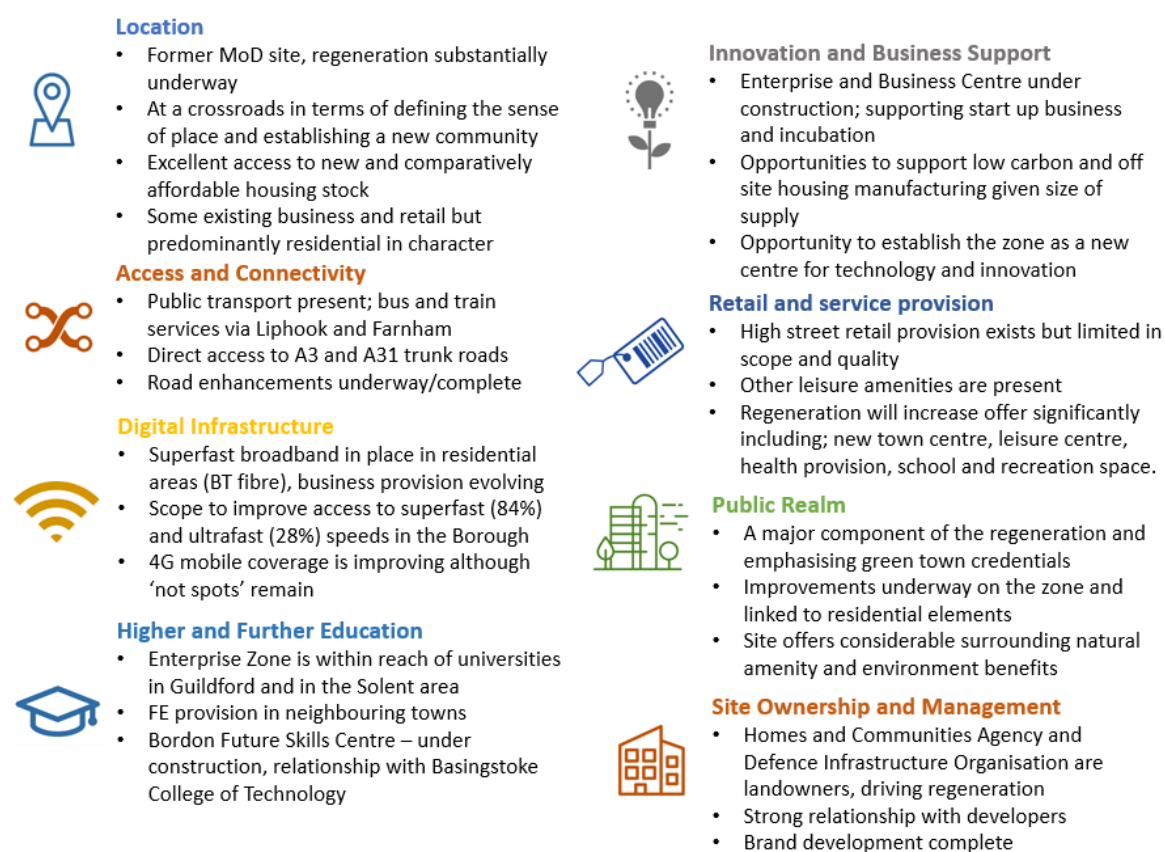 Location
• Former MoD site, regeneration substantially
underway
• At a crossroads in terms of defining the sense
of place and establishing a new community
• Excellent access to new and comparatively
affordable housing stock
• Some existing business and retail but
predominantly residential in character
Access and Connectivity
• Public transport present; bus and train
services via Liphook and Farnham
• Direct access to A3 and A31 trunk roads
• Road enhancements underway/complete
Digital Infrastructure
• Superfast broadband in place in residential
areas (BT fibre), business provision evolving
• Scope to improve access to superfast (84%)
and ultrafast (28%) speeds in the Borough
• 4G mobile coverage is improving although
‘not spots’ remain
Higher and Further Education
• Enterprise Zone is within reach of universities
in Guildford and in the Solent area
• FE provision in neighbouring towns
• Bordon Future Skills Centre – under
construction, relationship with Basingstoke
College of Technology
Innovation and Business Support
• Enterprise and Business Centre under
construction; supporting start up business
and incubation
• Opportunities to support low carbon and off
site housing manufacturing given size of
supply
• Opportunity to establish the zone as a new
centre for technology and innovation
Retail and service provision
• High street retail provision exists but limited in
scope and quality
• Other leisure amenities are present
• Regeneration will increase offer significantly
including; new town centre, leisure centre,
health provision, school and recreation space.
Public Realm
• A major component of the regeneration and
emphasising green town credentials
• Improvements underway on the zone and
linked to residential elements
• Site offers considerable surrounding natural
amenity and environment benefits
Site Ownership and Management
• Homes and Communities Agency and
Defence Infrastructure Organisation are
landowners, driving regeneration
• Strong relationship with developers
• Brand development complete